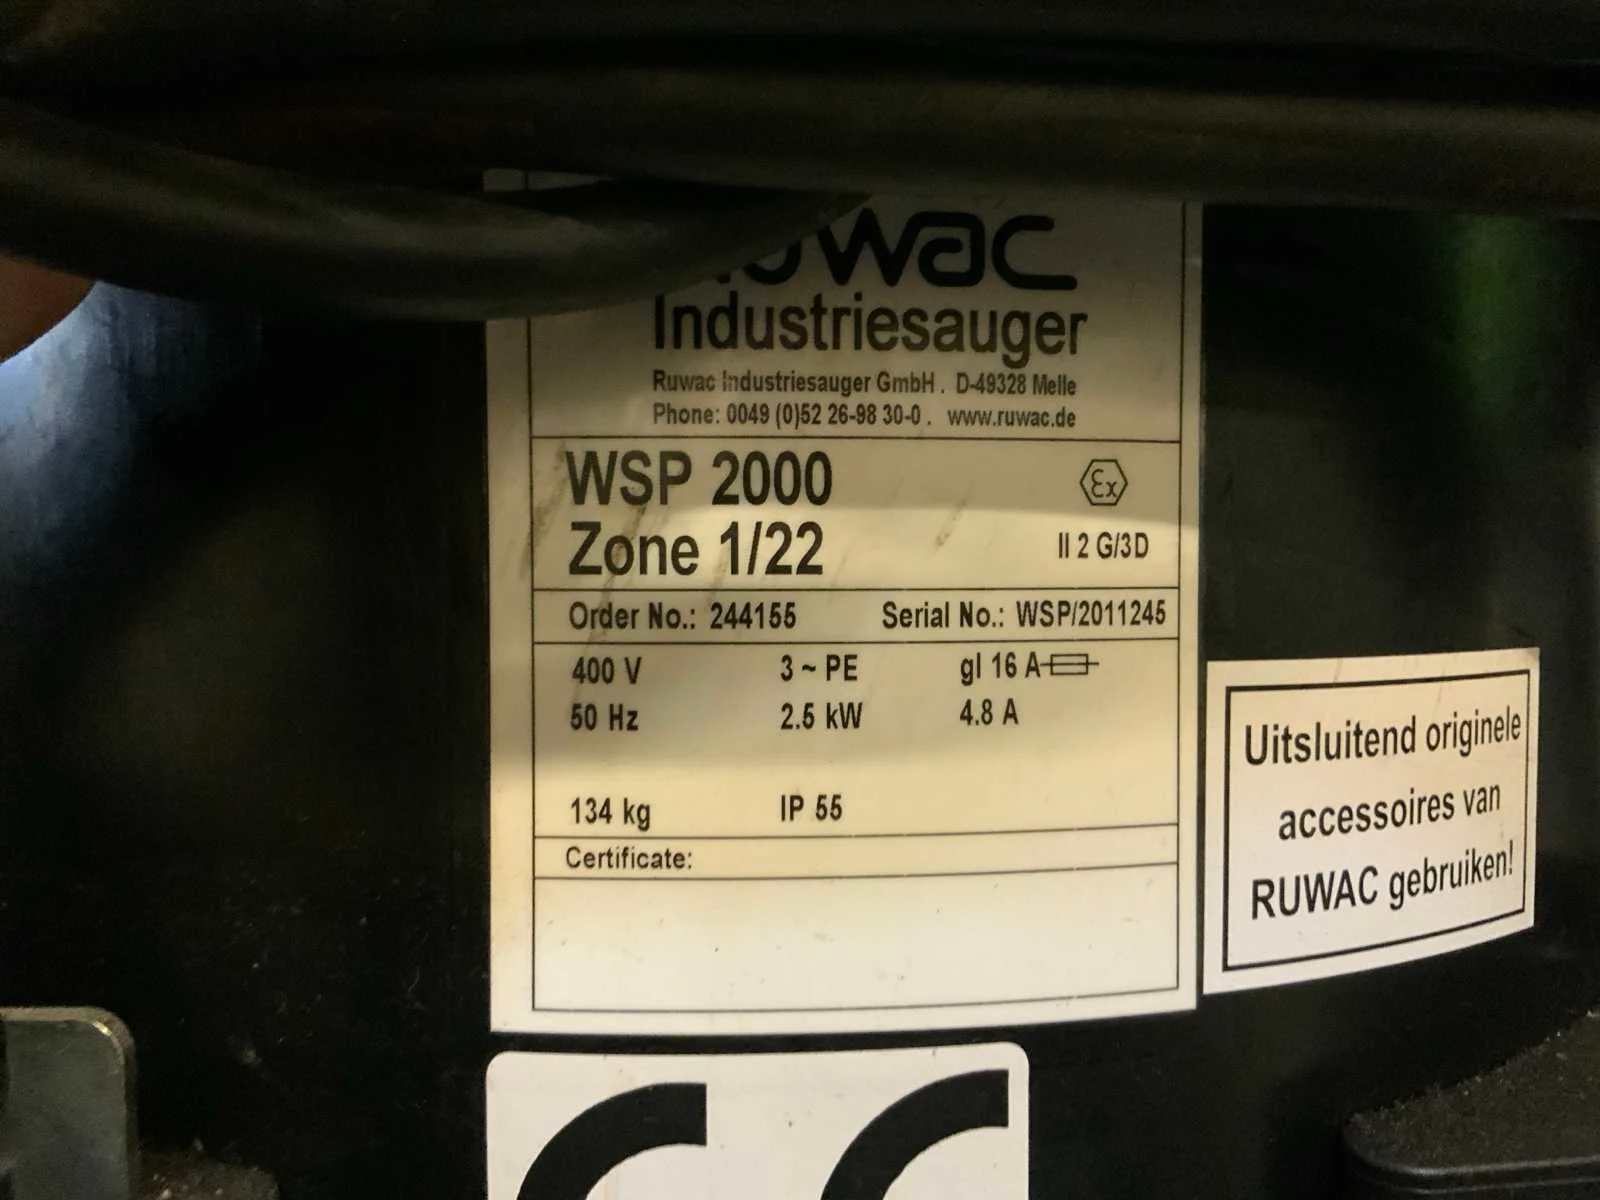 ruwac
Industriesauger
Ruwac Industriesauger GmbH . D-49328 Melle
Phone: 0049 (0)52 26-98 30-0 . www.ruwac.de
WSP 2000 Ex
Zone 1/22 II 2 G/3D
Order No.: 244155 Serial No.: WSP/2011245
400 V 3 ~ PE gl 16 A
50 Hz 2.5 kW 4.8 A
134 kg IP 55
Certificate:
Uitsluitend originele
accessoires van
RUWAC gebruiken!
CE